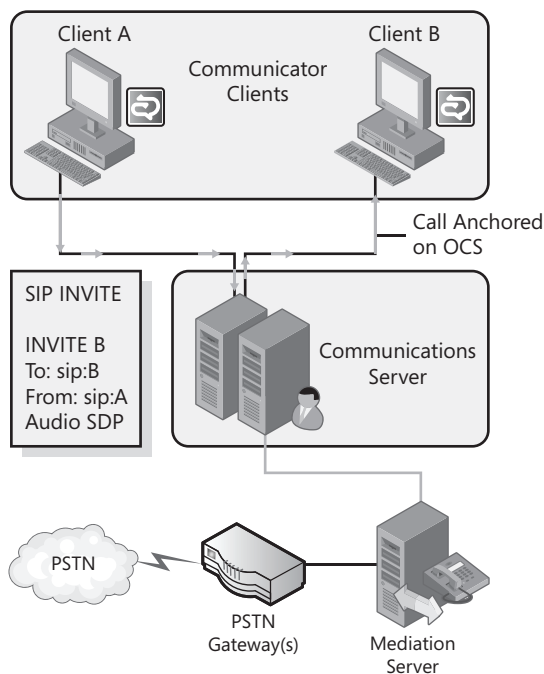 Client A
Client B
Communicator
Clients
Call Anchored
on OCS
SIP INVITE
INVITE B
To: sip:B
From: sip:A
Audio SDP
Communications
Server
PSTN
PSTN
Gateway(s)
Mediation
Server